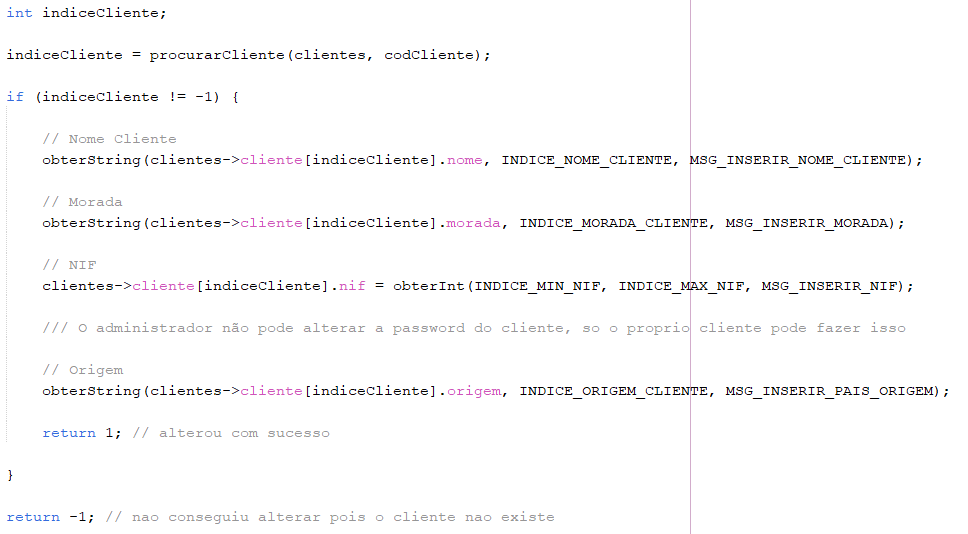 int indiceCliente;
indiceCliente = procurarCliente(clientes, codCliente);
if (indiceCliente != -1) {
// Nome Cliente
obterString(clientes->cliente[indiceCliente].nome, INDICE_NOME_CLIENTE, MSG_INSERIR_NOME_CLIENTE);
// Morada
obterString(clientes->cliente[indiceCliente].morada, INDICE_MORADA_CLIENTE, MSG_INSERIR_MORADA);
// NIF
clientes->cliente[indiceCliente].nif = obterInt(INDICE_MIN_NIF, INDICE_MAX_NIF, MSG_INSERIR_NIF);
/// O administrador não pode alterar a password do cliente, so o proprio cliente pode fazer isso
// Origem
obterString(clientes->cliente[indiceCliente].origem, INDICE_ORIGEM_CLIENTE, MSG_INSERIR_PAIS_ORIGEM);
return 1; // alterou com sucesso
}
return -1; // nao conseguiu alterar pois o cliente nao existe